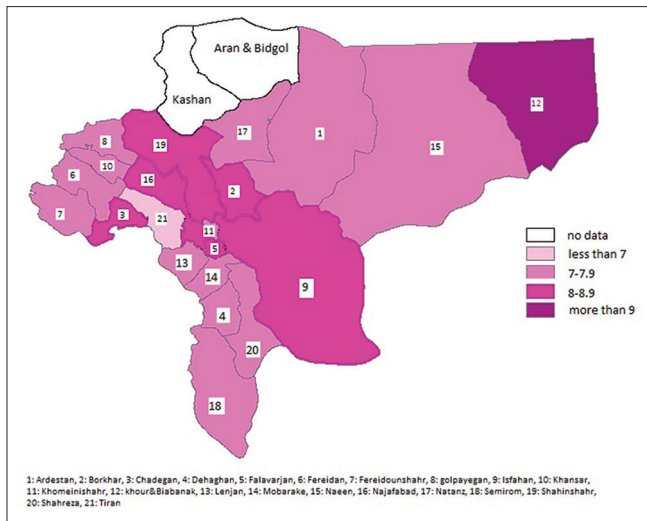 Aran & Bidgol
Kashan
12
17
1
8
19
15
10
6
16
2
7
3
21
11
5
13
9
14
4
20
18
no data
less than 7
7-7.9
8-8.9
more than 9
1: Ardestan, 2: Borkhar, 3: Chadegan, 4: Dehaghan, 5: Falavarjan, 6: Fereidan, 7: Fereidounshahr, 8: golpayegan, 9: Isfahan, 10: Khansar,
11: Khomeinishahr, 12: khour&Biabanak, 13: Lenjan, 14: Mobarake, 15: Naeen, 16: Najafabad, 17: Natanz, 18: Semirom, 19: Shahinshahr,
20: Shahreza, 21: Tiran